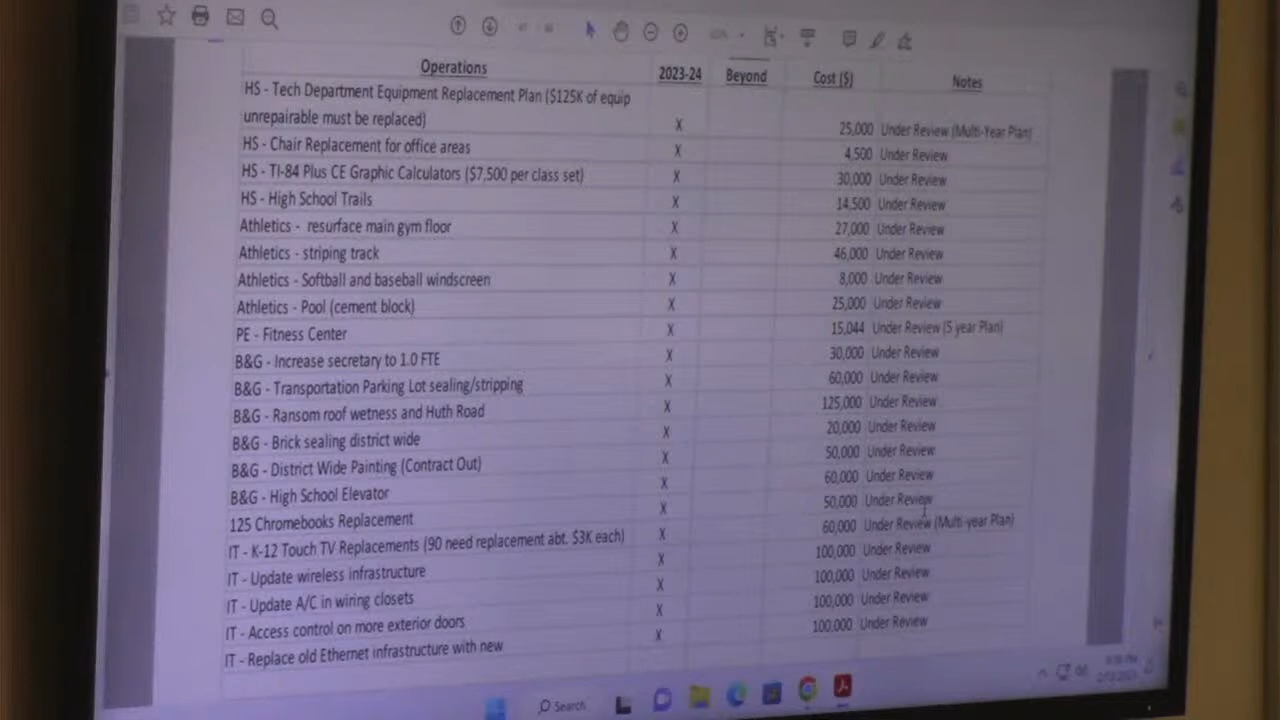 Operations 2023-24 Beyond Cost ($) Notes
HS - Tech Department Equipment Replacement Plan ($125K of equip
unrepairable must be replaced) X 25,000 Under Review (Multi-Year Plan)
HS - Chair Replacement for office areas X 4,500 Under Review
HS - TI-84 Plus CE Graphic Calculators ($7,500 per class set) X 30,000 Under Review
HS - High School Trails X 14,500 Under Review
Athletics - resurface main gym floor X 27,000 Under Review
Athletics - striping track X 46,000 Under Review
Athletics - Softball and baseball windscreen X 8,000 Under Review
Athletics - Pool (cement block) X 25,000 Under Review
PE - Fitness Center X 15,044 Under Review (5 year Plan)
B&G - Increase secretary to 1.0 FTE X 30,000 Under Review
B&G - Transportation Parking Lot sealing/stripping X 60,000 Under Review
B&G - Ransom roof wetness and Huth Road X 125,000 Under Review
B&G - Brick sealing district wide X 20,000 Under Review
B&G - District Wide Painting (Contract Out) X 50,000 Under Review
B&G - High School Elevator X 60,000 Under Review
125 Chromebooks Replacement X 50,000 Under Review
IT - K-12 Touch TV Replacements (90 need replacement abt. $3K each) X 60,000 Under Review (Multi-year Plan)
IT - Update wireless infrastructure X 100,000 Under Review
IT - Update A/C in wiring closets X 100,000 Under Review
IT - Access control on more exterior doors X 100,000 Under Review
IT - Replace old Ethernet infrastructure with new X 100,000 Under Review
Search